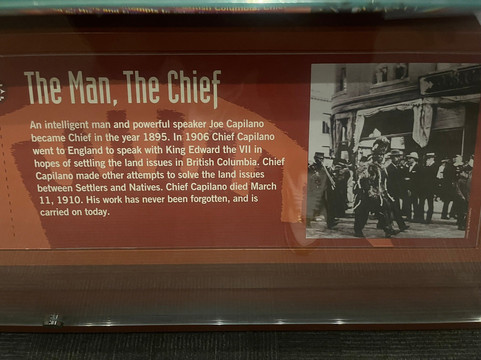 The Man, The Chief
An intelligent man and powerful speaker Joe Capilano
became Chief in the year 1895. In 1906 Chief Capilano
went to England to speak with King Edward the VII in
hopes of settling the land issues in British Columbia. Chief
Capilano made other attempts to solve the land issues
between Settlers and Natives. Chief Capilano died March
11, 1910. His work has never been forgotten, and is
carried on today.